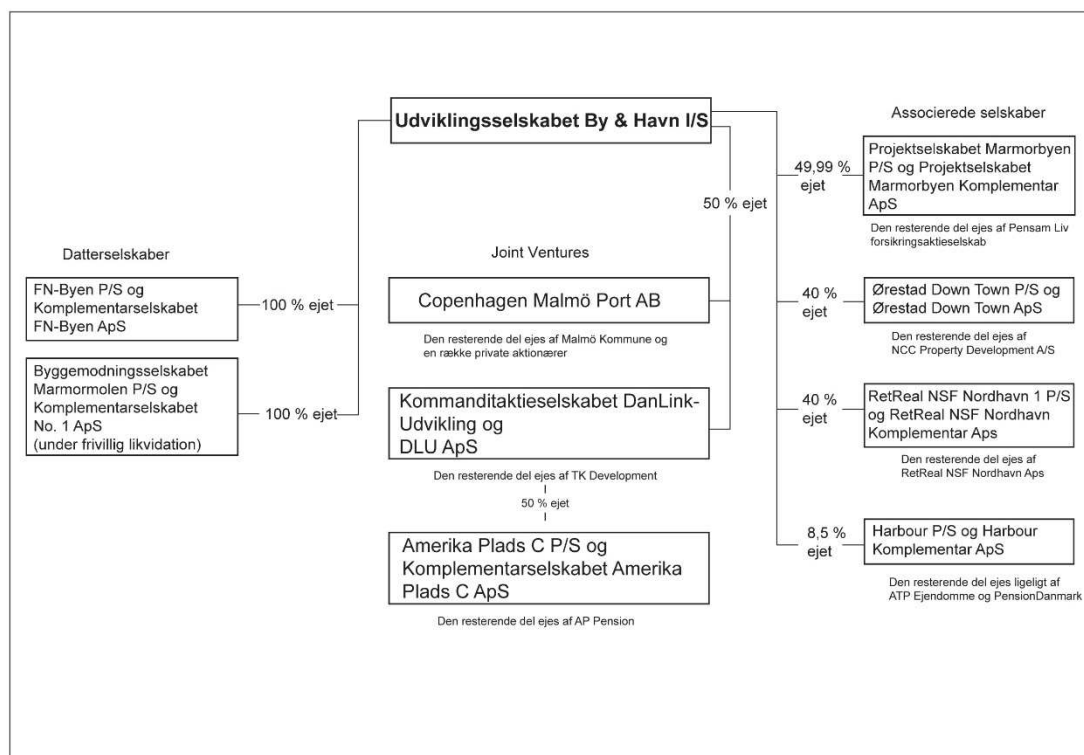 Udviklingsselskabet By & Havn I/S
Datterselskaber
FN-Byen P/S og
Komplementarselskabet
FN-Byen ApS
100 % ejet
Byggemodningsselskabet
Marmormolen P/S og
Komplementarselskabet
No. 1 ApS
(under frivillig likvidation)
100 % ejet
50 % ejet
Joint Ventures
Copenhagen Malmö Port AB
Den resterende del ejes af Malmö Kommune og
en række private aktionærer
Kommanditaktieselskabet DanLink-
Udvikling og
DLU ApS
Den resterende del ejes af TK Development
50 % ejet
Amerika Plads C P/S og
Komplementarselskabet Amerika
Plads C ApS
Den resterende del ejes af AP Pension
Associerede selskaber
49,99 %
ejet
Projektselskabet Marmorbyen
P/S og Projektselskabet
Marmorbyen Komplementar
ApS
Den resterende del ejes af Pensam Liv
forsikringsaktieselskab
40 %
ejet
Ørestad Down Town P/S og
Ørestad Down Town ApS
Den resterende del ejes af
NCC Property Development A/S
40 %
ejet
RetReal NSF Nordhavn 1 P/S
og RetReal NSF Nordhavn
Komplementar Aps
Den resterende del ejes af
RetReal NSF Nordhavn Aps
8,5 %
ejet
Harbour P/S og Harbour
Komplementar ApS
Den resterende del ejes ligeligt af
ATP Ejendomme og PensionDanmark